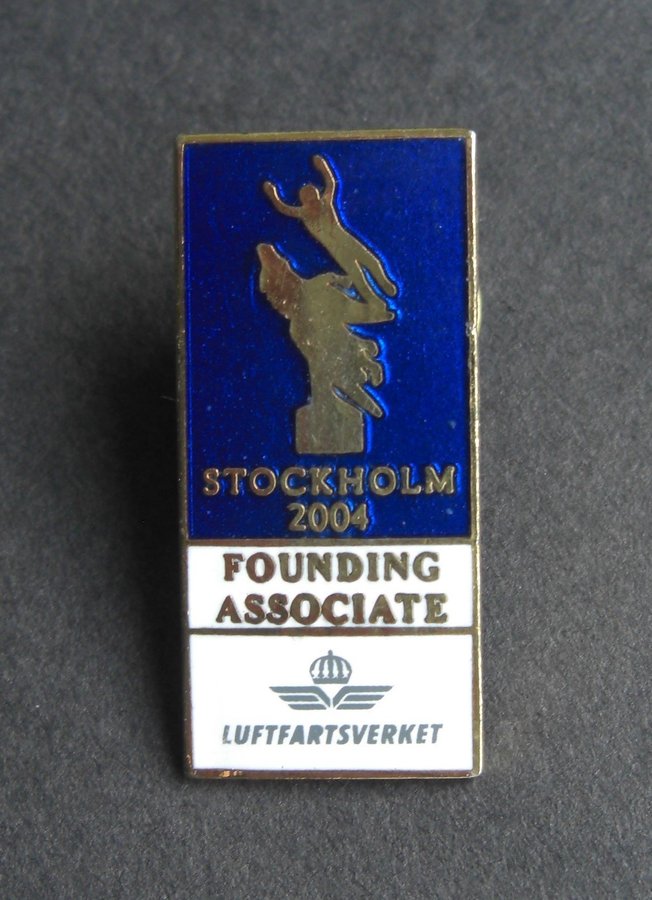 STOCKHOLM
2004
FOUNDING
ASSOCIATE
LUFTFARTSVERKET